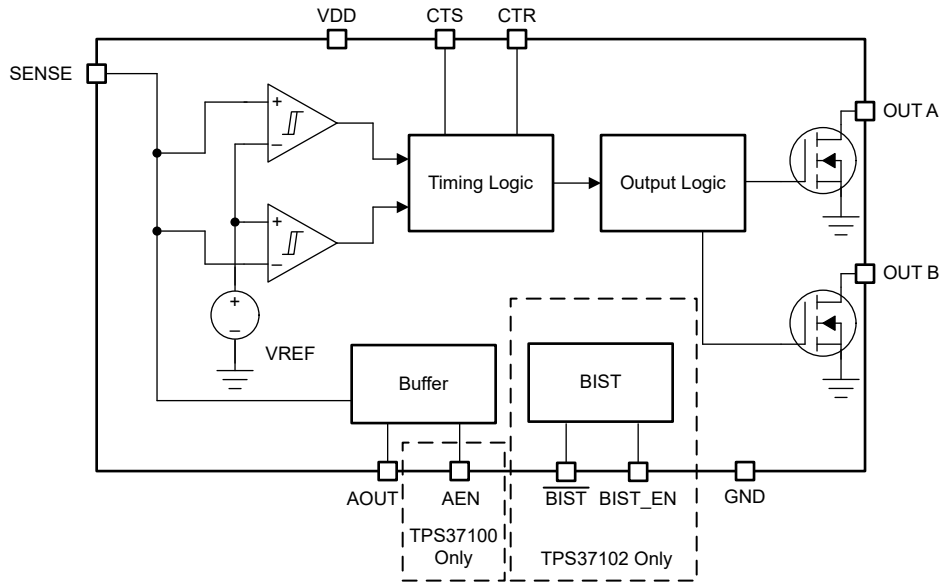 VDD
CTS
CTR
SENSE
OUT A
+
−
Timing Logic
Output Logic
+
−
OUT B
+
−
VREF
Buffer
BIST
AOUT
AEN
BIST
BIST_EN
GND
TPS37100
Only
TPS37102 Only